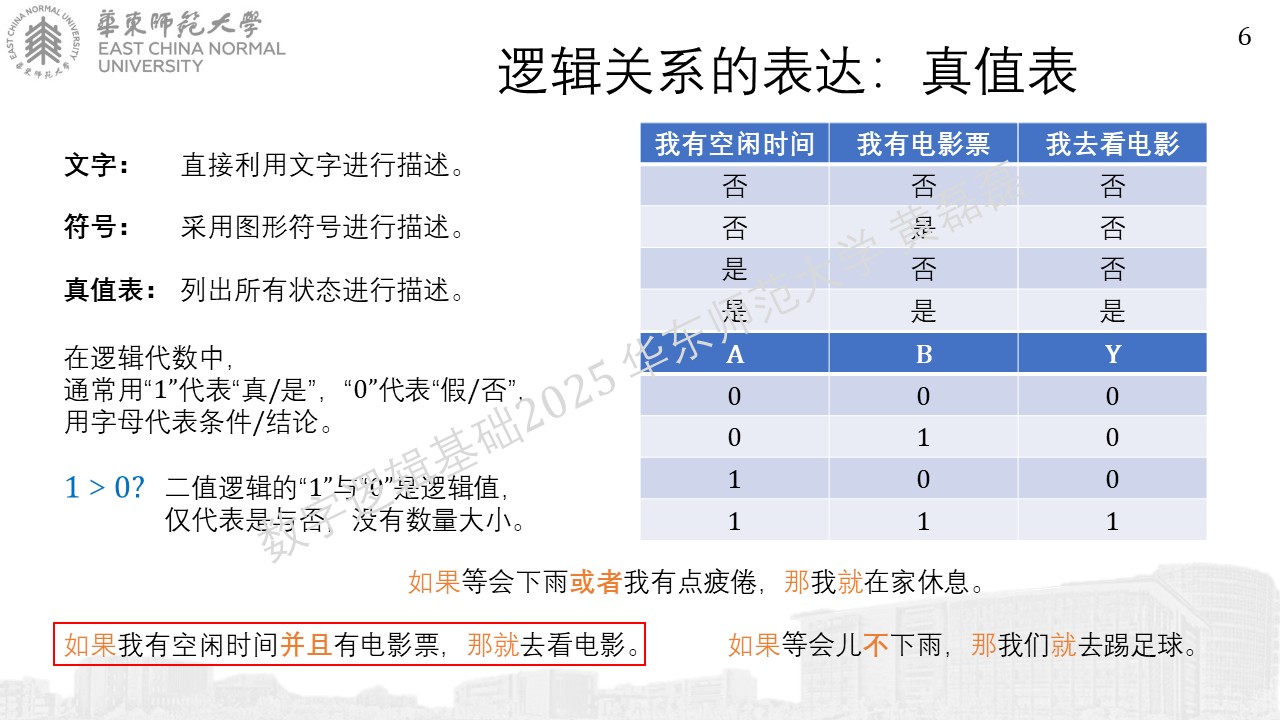 華東師範大學
EAST CHINA NORMAL
UNIVERSITY
6
逻辑关系的表达：真值表
文字： 直接利用文字进行描述。
符号： 采用图形符号进行描述。
真值表： 列出所有状态进行描述。
在逻辑代数中，
通常用“1”代表“真/是”，“0”代表“假/否”，
用字母代表条件/结论。
1 > 0? 二值逻辑的“1”与“0”是逻辑值，
仅代表是与否，没有数量大小。
我有空闲时间 我有电影票 我去看电影
否 否 否
否 是 否
是 否 否
是 是 是
A B Y
0 0 0
0 1 0
1 0 0
1 1 1
数字逻辑基础2025 华东师范大学 黄磊磊
如果等会下雨或者我有点疲倦，那我就在家休息。
如果我有空闲时间并且有电影票，那就去看电影。
如果等会儿不下雨，那我们就去踢足球。